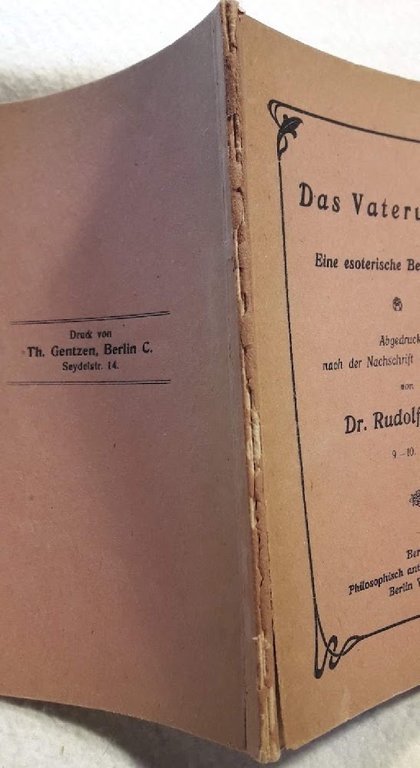 Druck von
Th. Gentzen, Berlin C.
Seydelstr. 14.
Das Vateru
Eine esoterische Be
Abgedruck
nach der Nachschrift
von
Dr. Rudolf
9—10.
Ber
Philosophisch ant
Berlin W